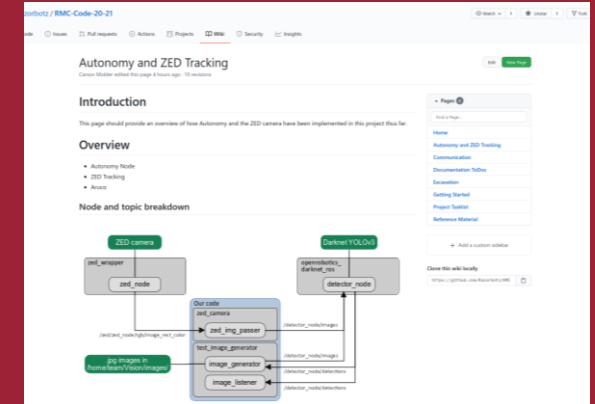 zorbotz / RMC-Code-20-21
Watch 1 Unstar 1 Fork
ode Issues Pull requests Actions Projects Wiki Security Insights
Autonomy and ZED Tracking
Edit New Page
Carson Molder edited this page 4 hours ago · 10 revisions
Introduction
This page should provide an overview of how Autonomy and the ZED camera have been implemented in this project thus far.
Overview
Autonomy Node
ZED Tracking
Aruco
Node and topic breakdown
ZED camera
Darknet YOLOv3
zed_wrapper
zed_node
openrobotics_
darknet_ros
detector_node
Our code
zed_camera
zed_img_passer
/zed/zed_node/rgb/image_rect_color
/detector_node/images
test_image_generator
image_generator
/detector_node/images
jpg images in
/home/team/Vision/images/
/detector_node/detections
image_listener
/detector_node/detections
Pages
Find a Page...
Home
Autonomy and ZED Tracking
Communication
Documentation ToDos
Excavation
Getting Started
Project Tasklist
Reference Material
+ Add a custom sidebar
Clone this wiki locally